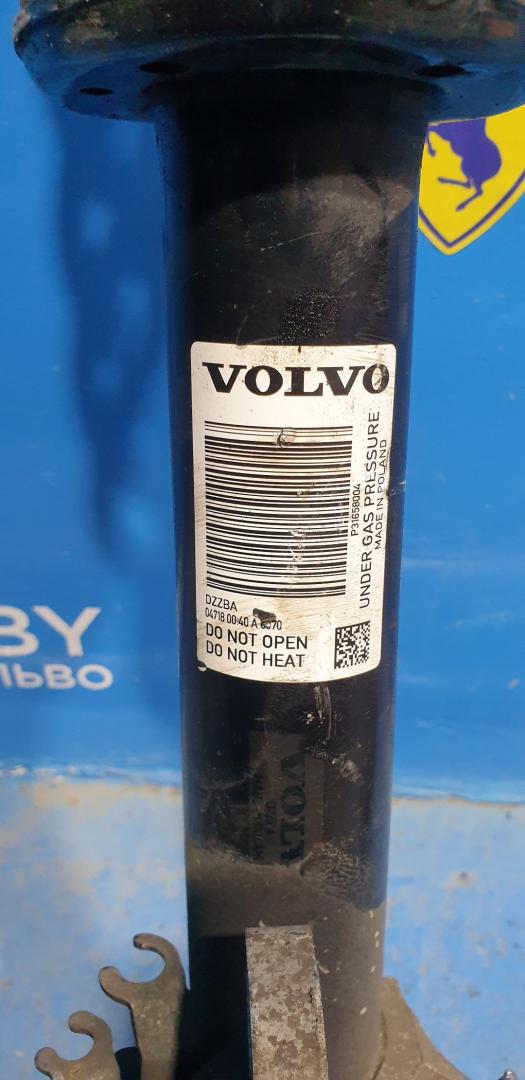 VOLVO
P31658004
UNDER GAS PRESSURE
MADE IN POLAND
DZZBA
04718 00:40 A
DO NOT OPEN
DO NOT HEAT
BY
ЛЬВО
VOLV